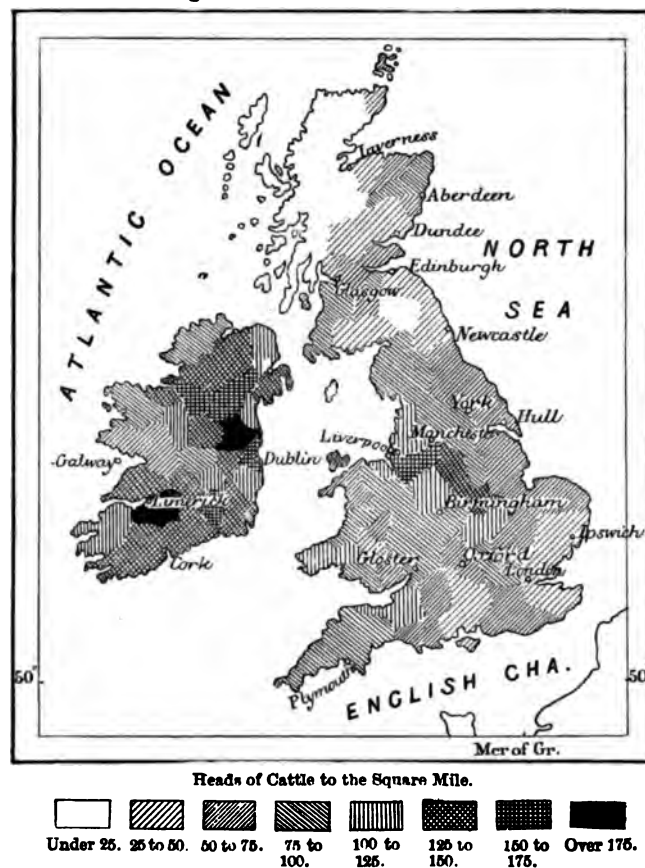 ATLANTIC OCEAN
Inverness
Aberdeen
Dundee
NORTH
Edinburgh
SEA
Glasgow
Newcastle
York
Hull
Manchester
Liverpool
Galway
Dublin
Limerick
Birmingham
Ipswich
Cork
Gloster
Oxford
London
Plymouth
ENGLISH CHA.
50°
50
Mer of Gr.
Heads of Cattle to the Square Mile.
Under 25. 25 to 50. 50 to 75. 75 to 100. 100 to 125. 125 to 150. 150 to 175. Over 175.